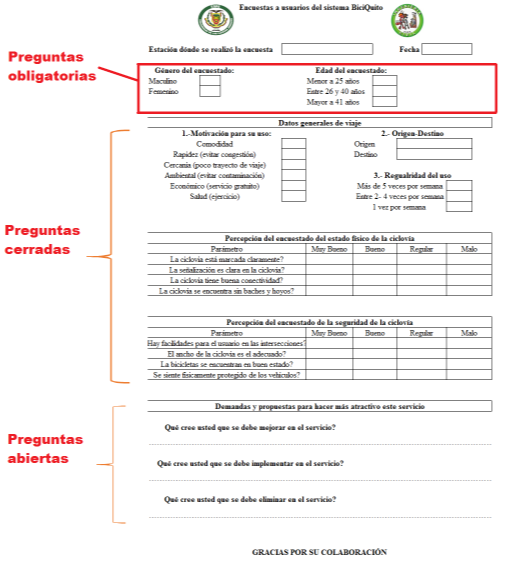 Encuestas a usuarios del sistema BiciQuito
Estación dónde se realizó la encuesta Fecha
Preguntas
obligatorias
Género del encuestado: Edad del encuestado:
Maculino Menor a 25 años
Femenino Entre 26 y 40 años
Mayor a 41 años
Datos generales de viaje
Preguntas
cerradas
1.-Motivación para su uso: 2.- Origen-Destino
Comodidad Origen
Rapidez (evitar congestión) Destino
Cercania (poco trayecto de viaje)
Ambiental (evitar contaminación) 3.- Regualridad del uso
Económico (servicio gratuito) Más de 5 veces por semana
Salud (ejercicio) Entre 2- 4 veces por semana
1 vez por semana
Percepción del encuestado del estado físico de la ciclovía
Parámetro Muy Bueno Bueno Regular Malo
La ciclovía está marcada claramente?
La señalización es clara en la ciclovía?
La ciclovía tiene buena conectividad?
La ciclovía se encuentra sin baches y hoyos?
Percepción del encuestado de la seguridad de la ciclovía
Parámetro Muy Bueno Bueno Regular Malo
Hay facilidades para el usuario en las intersecciones?
El ancho de la ciclovía es el adecuado?
La bicicletas se encuentran en buen estado?
Se siente físicamente protegido de los vehículos?
Preguntas
abiertas
Demandas y propuestas para hacer más atractivo este servicio
Qué cree usted que se debe mejorar en el servicio?
Qué cree usted que se debe implementar en el servicio?
Qué cree usted que se debe eliminar en el servicio?
GRACIAS POR SU COLABORACIÓN